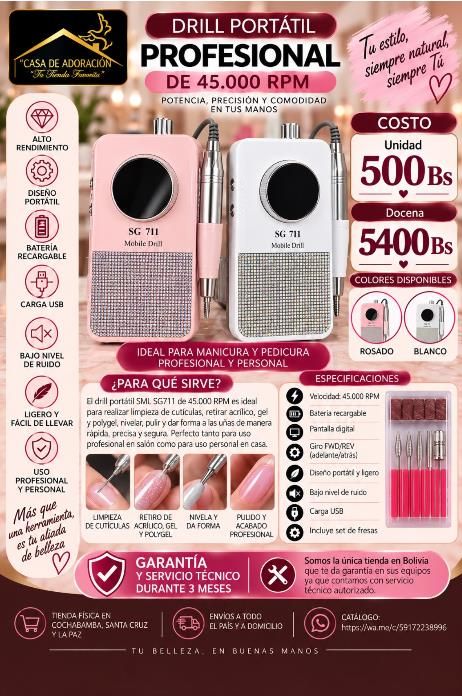 "CASA DE ADORACIÓN"
"Tu Tienda Favorita"
DRILL PORTÁTIL
PROFESIONAL
DE 45.000 RPM
POTENCIA, PRECISIÓN Y COMODIDAD
EN TUS MANOS
Tu estilo,
siempre natural,
siempre Tú
ALTO
RENDIMIENTO
DISEÑO
PORTÁTIL
BATERÍA
RECARGABLE
CARGA USB
BAJO NIVEL
DE RUIDO
LIGERO Y
FÁCIL DE LLEVAR
USO
PROFESIONAL
Y PERSONAL
Más que
una herramienta,
es tu aliada
de belleza
SG 711
Mobile Drill
SG 711
Mobile Drill
COSTO
Unidad
500Bs
Docena
5400Bs
COLORES DISPONIBLES
ROSADO
BLANCO
IDEAL PARA MANICURA Y PEDICURA
PROFESIONAL Y PERSONAL
¿PARA QUÉ SIRVE?
El drill portátil SML SG711 de 45.000 RPM es ideal
para realizar limpieza de cutículas, retirar acrílico, gel
y polygel, nivelar, pulir y dar forma a las uñas de manera
rápida, precisa y segura. Perfecto tanto para uso
profesional en salón como para uso personal en casa.
LIMPIEZA
DE CUTÍCULAS
RETIRO DE
ACRÍLICO, GEL
Y POLYGEL
NIVELA Y
DA FORMA
PULIDO Y
ACABADO
PROFESIONAL
ESPECIFICACIONES
Velocidad: 45.000 RPM
Bateria recargable
Pantalla digital
Giro FWD/REV
(adelante/atrás)
Diseño portátil y ligero
Bajo nivel de ruido
Carga USB
Incluye set de fresas
GARANTÍA
Y SERVICIO TÉCNICO
DURANTE 3 MESES
Somos la única tienda en Bolivia
que te da garantía en sus equipos
ya que contamos con servicio
técnico autorizado.
TIENDA FÍSICA EN
COCHABAMBA, SANTA CRUZ
Y LA PAZ
ENVÍOS A TODO
EL PAÍS Y A DOMICILIO
CATÁLOGO:
https://wa.me/c/59172238996
TU BELLEZA, EN BUENAS MANOS